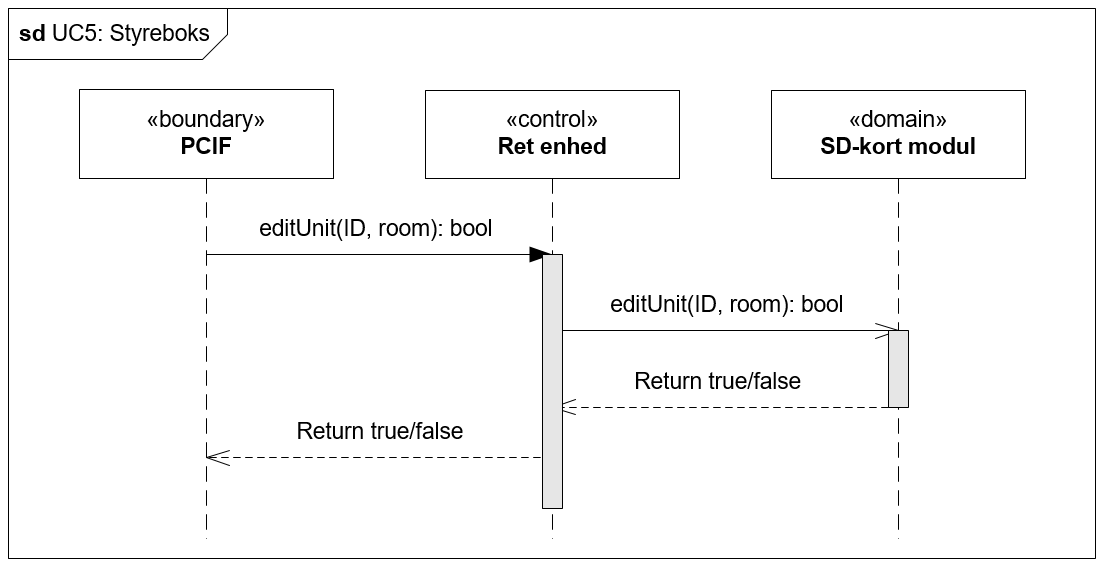 sd UC5: Styreboks
«boundary»
PCIF
«control»
Ret enhed
«domain»
SD-kort modul
editUnit(ID, room): bool
editUnit(ID, room): bool
Return true/false
Return true/false